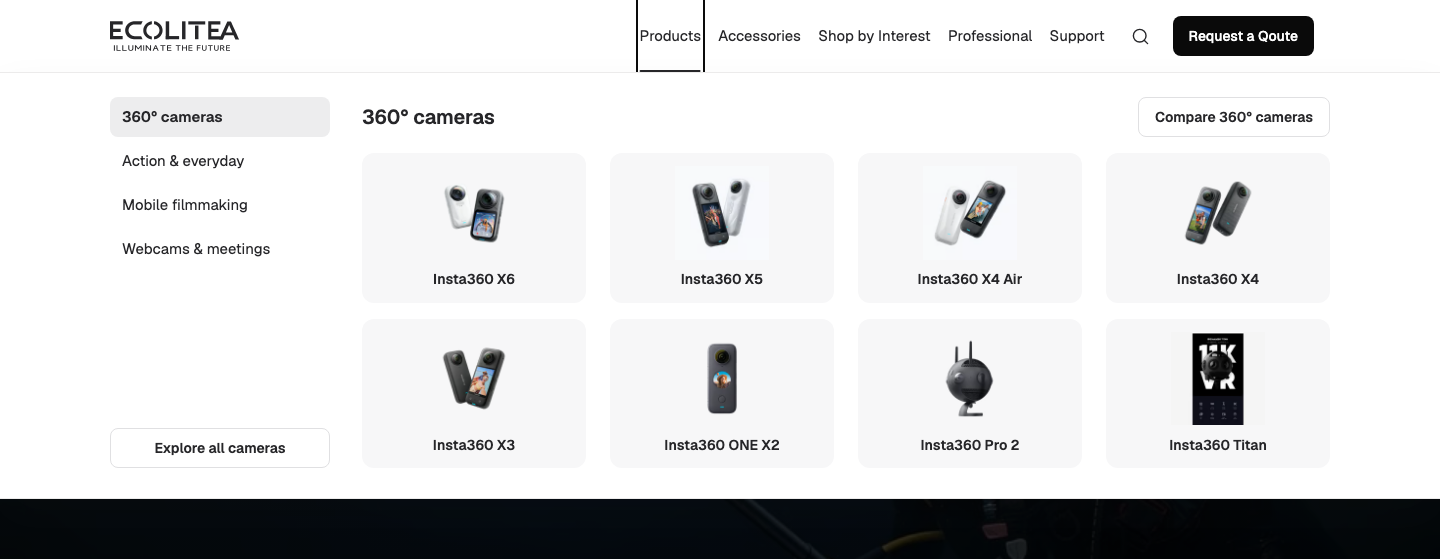 ECOLITEA
ILLUMINATE THE FUTURE
Products
Accessories
Shop by Interest
Professional
Support
Request a Qoute
360° cameras
Action & everyday
Mobile filmmaking
Webcams & meetings
Explore all cameras
360° cameras
Compare 360° cameras
Insta360 X6
Insta360 X5
Insta360 X4 Air
Insta360 X4
Insta360 X3
Insta360 ONE X2
Insta360 Pro 2
11K
VR
Insta360 Titan